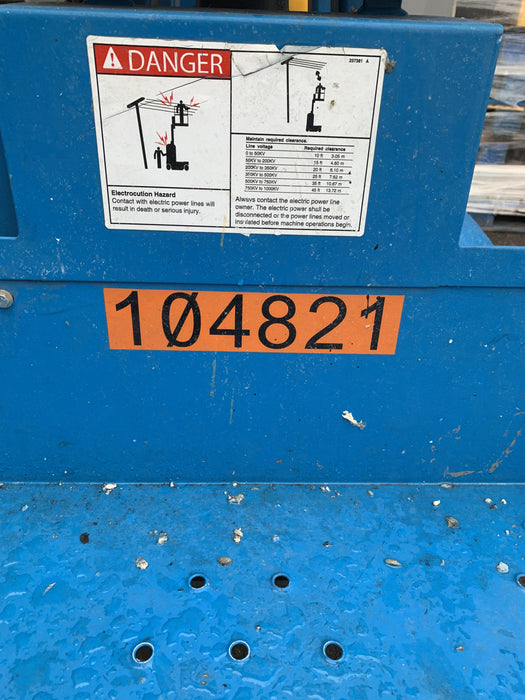 DANGER
237381 A
Maintain required clearance.
Line voltage Required clearance
0 to 50KV 10 ft 3.05 m
50KV to 200KV 15 ft 4.60 m
200KV to 350KV 20 ft 6.10 m
350KV to 500KV 25 ft 7.62 m
500KV to 750KV 35 ft 10.67 m
750KV to 1000KV 45 ft 13.72 m
Electrocution Hazard
Contact with electric power lines will
result in death or serious injury.
Always contact the electric power line
owner. The electric power shall be
disconnected or the power lines moved or
insulated before machine operations begin.
1Ø4821